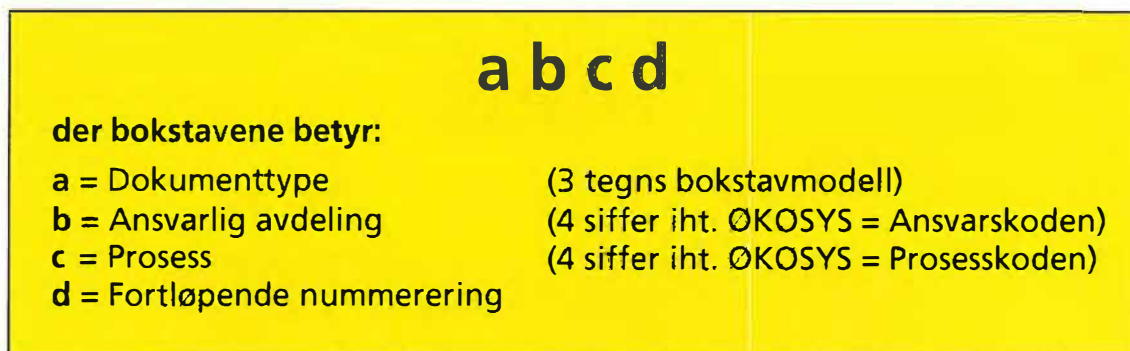 a b c d
der bokstavene betyr:
a = Dokumenttype (3 tegns bokstavmodell)
b = Ansvarlig avdeling (4 siffer iht. ØKOSYS = Ansvarskoden)
c = Prosess (4 siffer iht. ØKOSYS = Prosesskoden)
d = Fortløpende nummerering